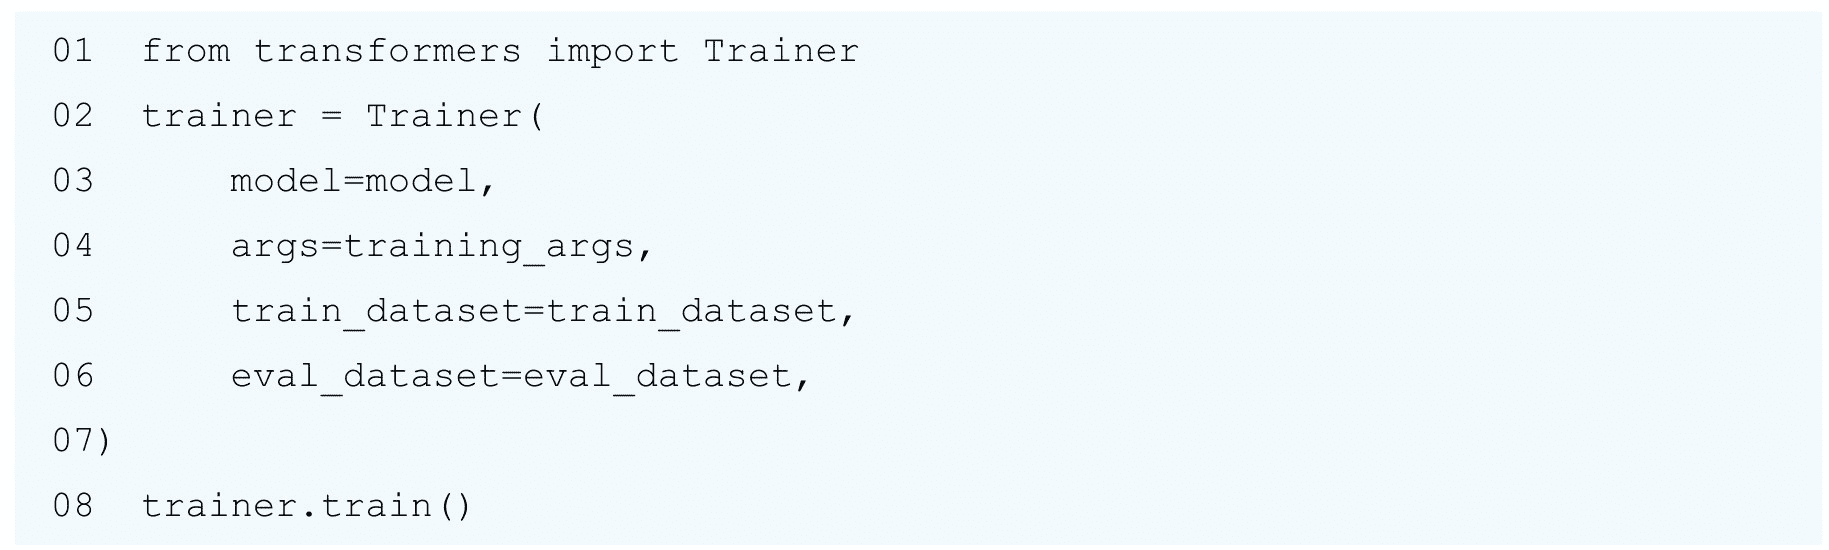 01  from transformers import Trainer
02  trainer = Trainer(
03      model=model,
04      args=training_args,
05      train_dataset=train_dataset,
06      eval_dataset=eval_dataset,
07)
08  trainer.train()